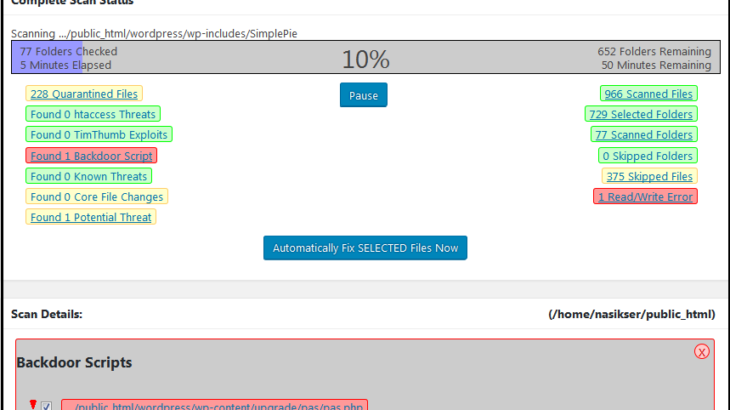 Complete Scan Status
Scanning .../public_html/wordpress/wp-includes/SimplePie
77 Folders Checked
5 Minutes Elapsed
10%
652 Folders Remaining
50 Minutes Remaining
228 Quarantined Files
Found 0 htaccess Threats
Found 0 TimThumb Exploits
Found 1 Backdoor Script
Found 0 Known Threats
Found 0 Core File Changes
Found 1 Potential Threat
Pause
966 Scanned Files
729 Selected Folders
77 Scanned Folders
0 Skipped Folders
375 Skipped Files
1 Read/Write Error
Automatically Fix SELECTED Files Now
Scan Details:
(/home/nasikser/public_html)
X
Backdoor Scripts
.../public_html/wordpress/wp-content/upgrade/nas/nas.php